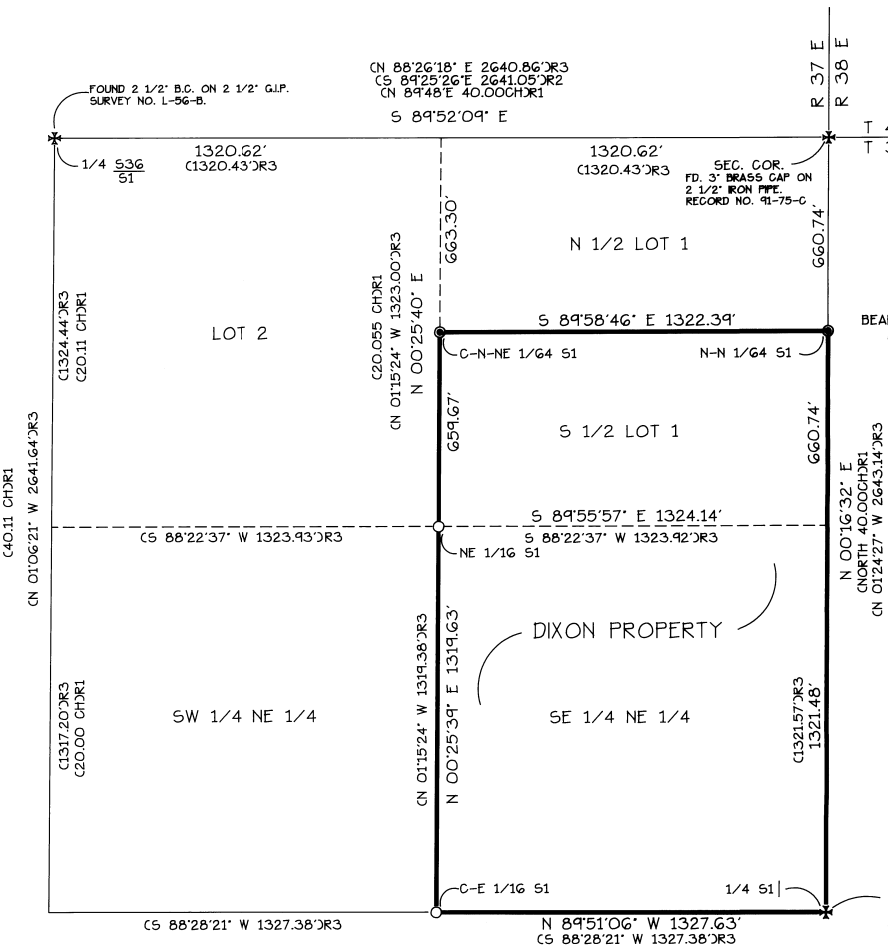 (N 88°26'18" E 2640.86')R3
(S 89°25'26"E 2641.05')R2
(N 89°48'E 40.00CH)R1
S 89°52'09" E
R 37 E
R 38 E
FOUND 2 1/2" B.C. ON 2 1/2" G.I.P.
SURVEY NO. L-56-B.
T
T
1/4 S36
S1
1320.62'
(1320.43')R3
1320.62'
(1320.43')R3
SEC. COR.
FD. 3" BRASS CAP ON
2 1/2" IRON PIPE.
RECORD NO. 91-75-C
663.30'
660.74'
N 1/2 LOT 1
(1324.44')R3
(20.11 CH)R1
LOT 2
(20.055 CH)R1
(N 01°15'24" W 1323.00')R3
N 00°25'40" E
S 89°58'46" E 1322.39'
BEA
C-N-NE 1/64 S1
N-N 1/64 S1
659.67'
S 1/2 LOT 1
660.74'
(40.11 CH)R1
(N 01°06'21" W 2641.64')R3
N 00°16'32" E
(NORTH 40.00CH)R1
(N 01°24'27" W 2643.14')R3
S 89°55'57" E 1324.14'
(S 88°22'37" W 1323.93')R3
S 88°22'37" W 1323.92')R3
NE 1/16 S1
DIXON PROPERTY
(N 01°15'24" W 1319.38')R3
N 00°25'39" E 1319.63'
(1317.20')R3
(20.00 CH)R1
SW 1/4 NE 1/4
SE 1/4 NE 1/4
(1321.57')R3
1321.48'
C-E 1/16 S1
1/4 S1
(S 88°28'21" W 1327.38')R3
N 89°51'06" W 1327.63'
(S 88°28'21" W 1327.38')R3